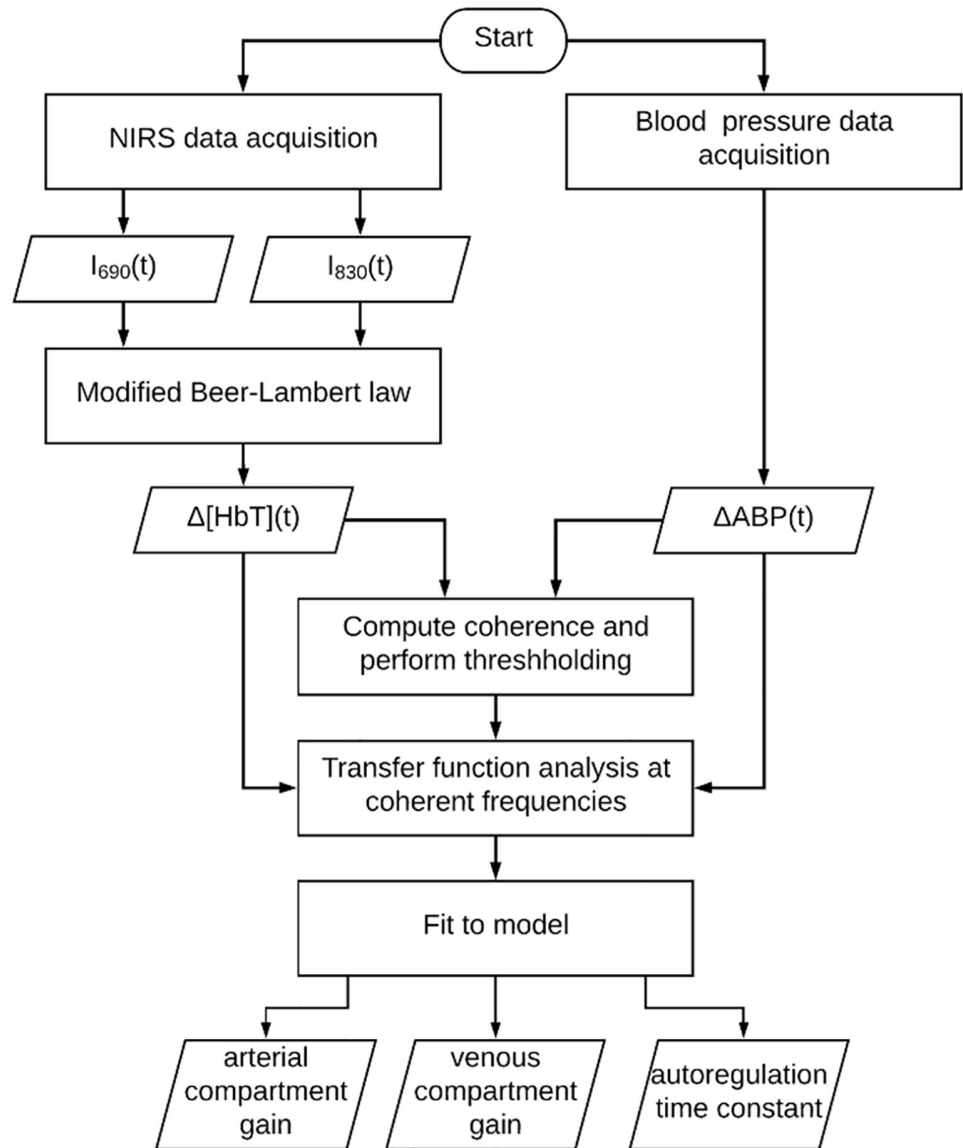 Start
NIRS data acquisition
Blood pressure data
acquisition
I₆₉₀(t)
I₈₃₀(t)
Modified Beer-Lambert law
Δ[HbT](t)
ΔABP(t)
Compute coherence and
perform threshholding
Transfer function analysis at
coherent frequencies
Fit to model
arterial
compartment
gain
venous
compartment
gain
autoregulation
time constant